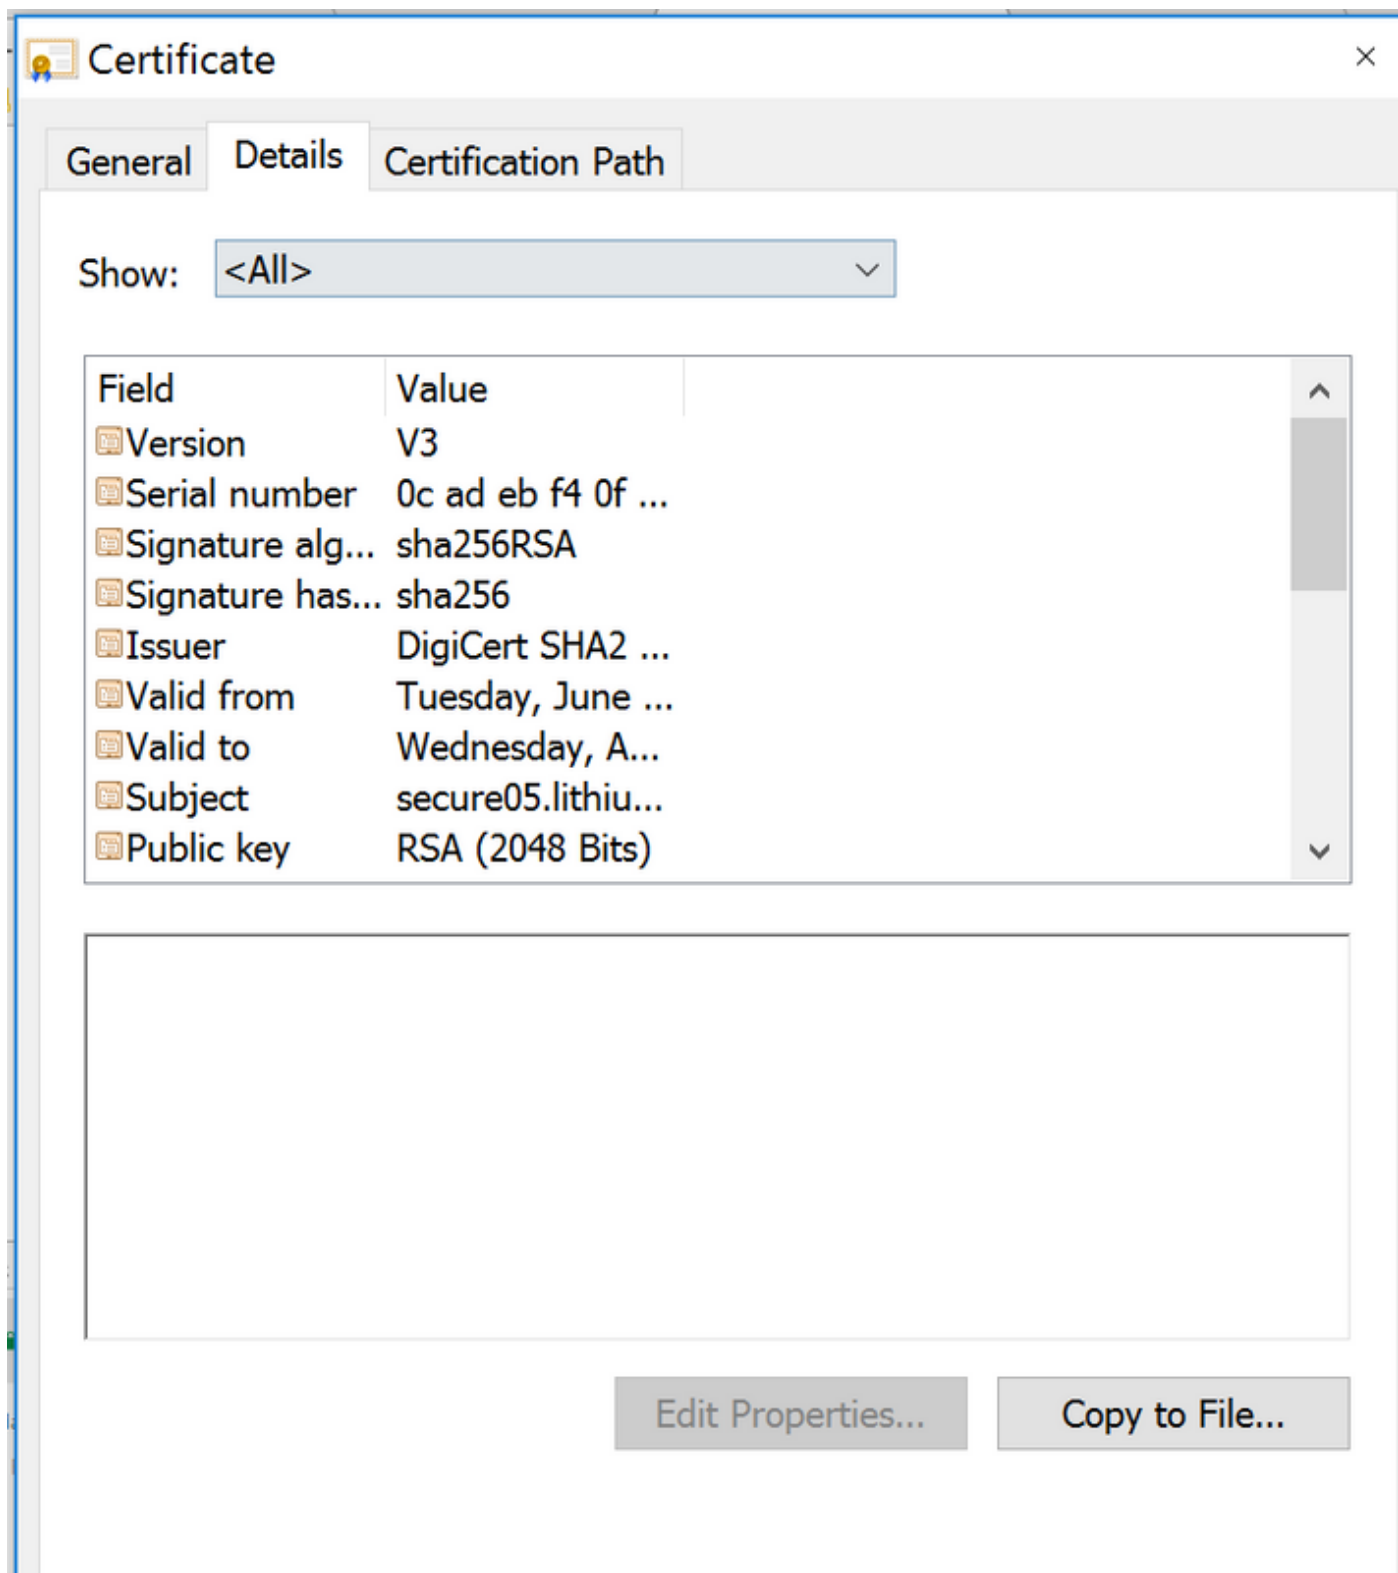 Certificate
General Details Certification Path
Show: <All>
Field Value
Version V3
Serial number 0c ad eb f4 0f ...
Signature alg... sha256RSA
Signature has... sha256
Issuer DigiCert SHA2 ...
Valid from Tuesday, June ...
Valid to Wednesday, A...
Subject secure05.lithiu...
Public key RSA (2048 Bits)
Edit Properties... Copy to File...